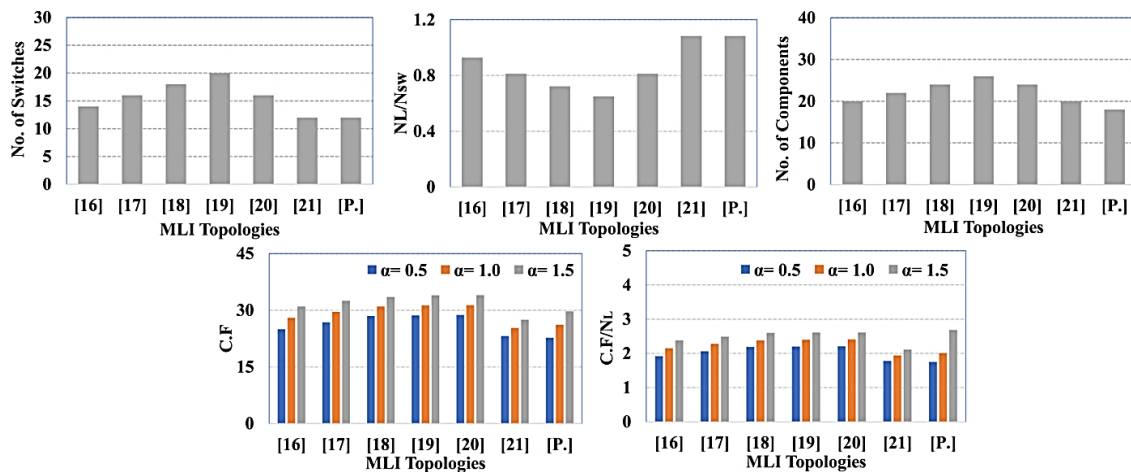 No. of Switches
30
25
20
15
10
5
0
[16] [17] [18] [19] [20] [21] [P.]
MLI Topologies
NL/Nsw
1.2
0.8
0.4
0
[16] [17] [18] [19] [20] [21] [P.]
MLI Topologies
No. of Components
40
30
20
10
0
[16] [17] [18] [19] [20] [21] [P.]
MLI Topologies
C.F
45
30
15
0
α= 0.5 α= 1.0 α= 1.5
[16] [17] [18] [19] [20] [21] [P.]
MLI Topologies
C.F/NL
5
4
3
2
1
0
α= 0.5 α= 1.0 α= 1.5
[16] [17] [18] [19] [20] [21] [P.]
MLI Topologies